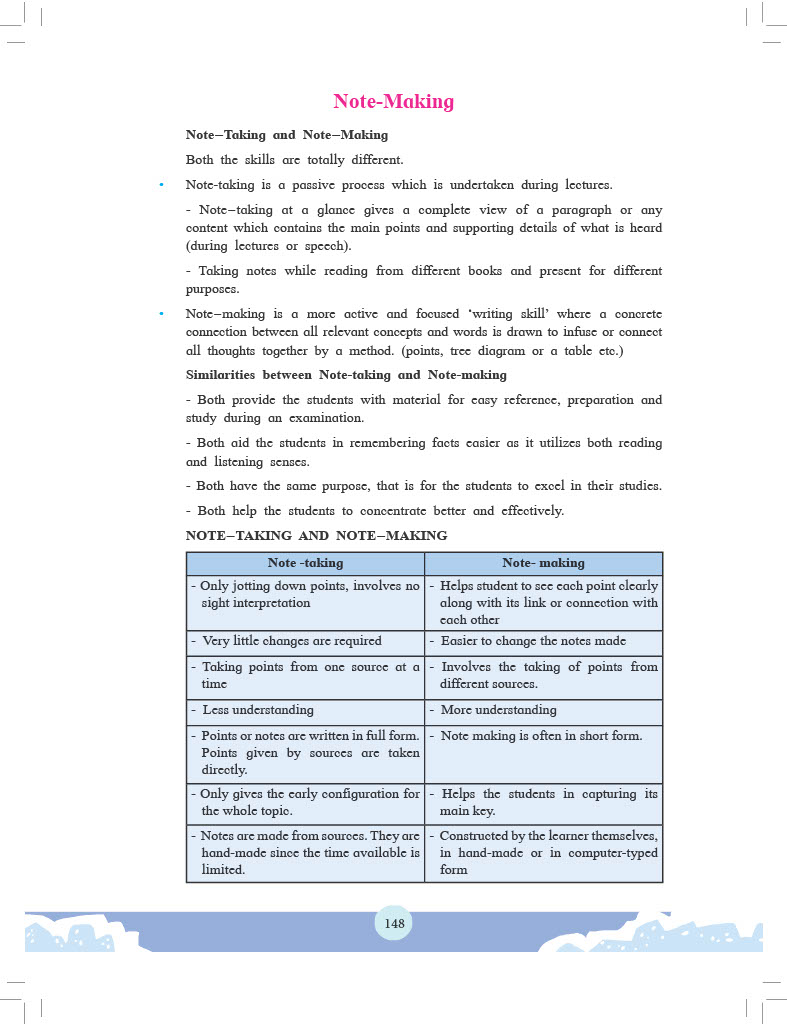 Note-Making
Note–Taking and Note–Making
Both the skills are totally different.
• Note-taking is a passive process which is undertaken during lectures.
- Note–taking at a glance gives a complete view of a paragraph or any
content which contains the main points and supporting details of what is heard
(during lectures or speech).
- Taking notes while reading from different books and present for different
purposes.
• Note–making is a more active and focused ‘writing skill’ where a concrete
connection between all relevant concepts and words is drawn to infuse or connect
all thoughts together by a method. (points, tree diagram or a table etc.)
Similarities between Note-taking and Note-making
- Both provide the students with material for easy reference, preparation and
study during an examination.
- Both aid the students in remembering facts easier as it utilizes both reading
and listening senses.
- Both have the same purpose, that is for the students to excel in their studies.
- Both help the students to concentrate better and effectively.
NOTE–TAKING AND NOTE–MAKING
Note -taking
Note- making
- Only jotting down points, involves no
sight interpretation
- Helps student to see each point clearly
along with its link or connection with
each other
- Very little changes are required
- Easier to change the notes made
- Taking points from one source at a
time
- Involves the taking of points from
different sources.
- Less understanding
- More understanding
- Points or notes are written in full form.
Points given by sources are taken
directly.
- Note making is often in short form.
- Only gives the early configuration for
the whole topic.
- Helps the students in capturing its
main key.
- Notes are made from sources. They are
hand-made since the time available is
limited.
- Constructed by the learner themselves,
in hand-made or in computer-typed
form
148